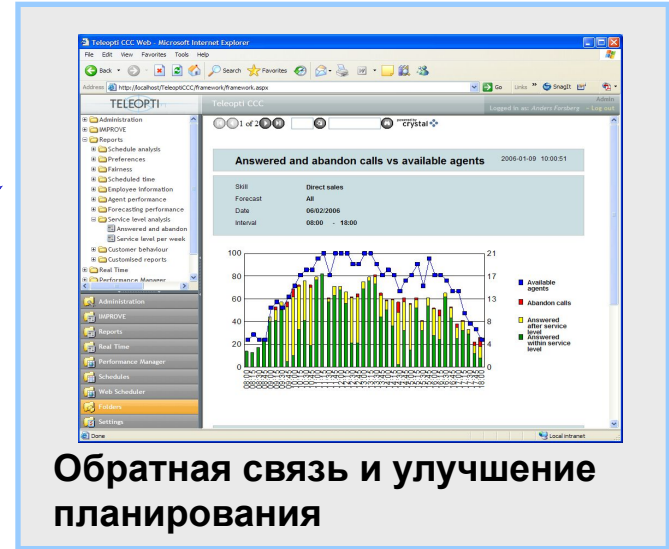 Teleopti CCC Web - Microsoft Internet Explorer
File Edit View Favorites Tools Help
Back Search Favorites
Address http://localhost/TeleoptiCCC/framework/framework.aspx Go Links SnagIt
TELEOPTI
Teleopti CCC
Admin
Logged in as: Anders Forsberg - Log out
Administration
IMPROVE
Reports
Schedule analysis
Preferences
Fairness
Scheduled time
Employee Information
Agent performance
Forecasting performance
Service level analysis
Answered and abandon
Service level per week
Customer behaviour
Customised reports
Real Time
Performance Manager
Administration
IMPROVE
Reports
Real Time
Performance Manager
Schedules
Web Scheduler
Folders
Settings
1 of 2
powered by
crystal
Answered and abandon calls vs available agents 2006-01-09 10:00:51
Skill Direct sales
Forecast All
Date 06/02/2006
Interval 08:00 - 18:00
100
80
60
40
20
0
21
17
13
8
4
0
Available
agents
Abandon calls
Answered
after service
level
Answered
within service
level
Done
Local intranet
Обратная связь и улучшение
планирования